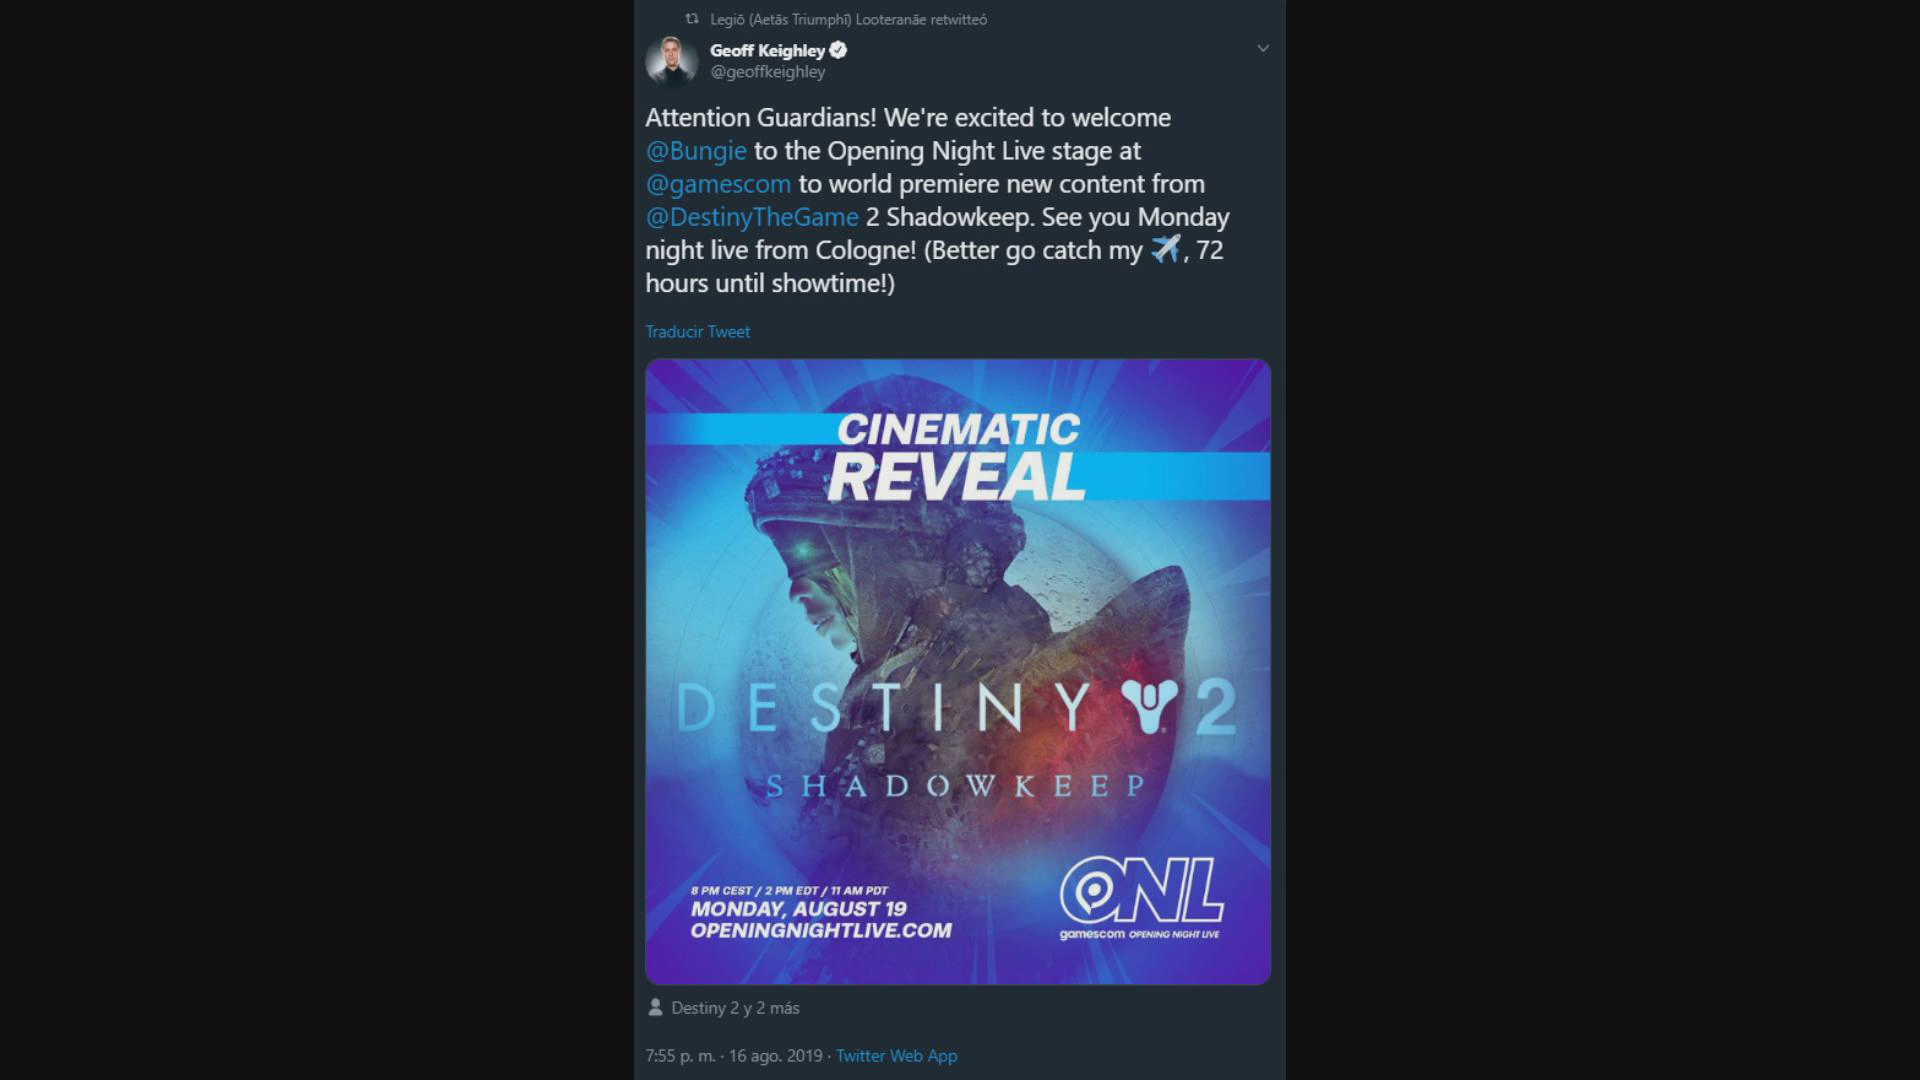 Legiō (Aetās Triumphī) Looteranāe retwitteó
Geoff Keighley
@geoffkeighley
Attention Guardians! We're excited to welcome
@Bungie to the Opening Night Live stage at
@gamescom to world premiere new content from
@DestinyTheGame 2 Shadowkeep. See you Monday
night live from Cologne! (Better go catch my ✈️, 72
hours until showtime!)
Traducir Tweet
CINEMATIC
REVEAL
DESTINY 2
SHADOWKEEP
8 PM CEST / 2 PM EDT / 11 AM PDT
MONDAY, AUGUST 19
OPENINGNIGHTLIVE.COM
ONL
gamescom OPENING NIGHT LIVE
Destiny 2 y 2 más
7:55 p. m. · 16 ago. 2019 · Twitter Web App